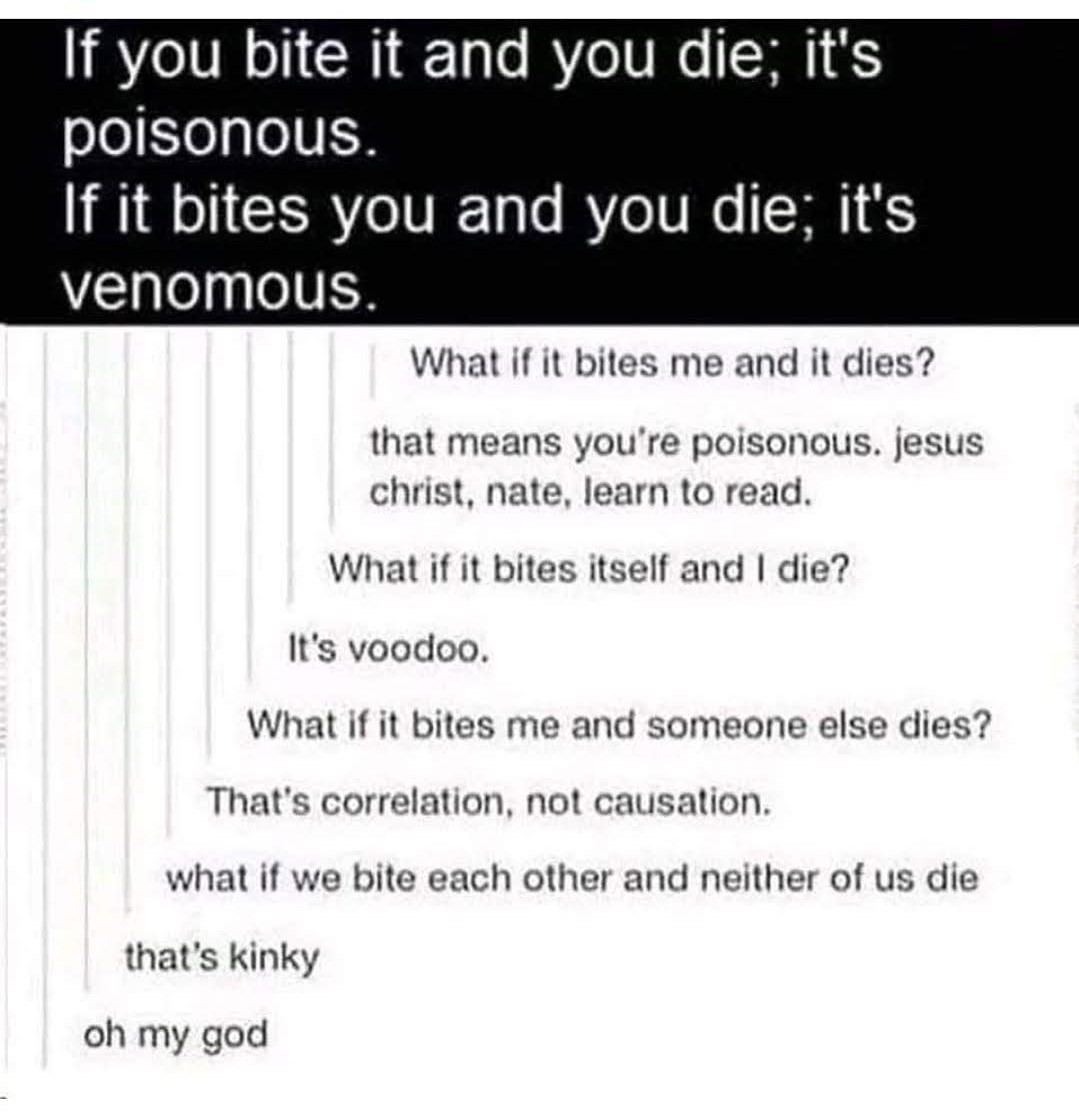 If you bite it and you die; it's
poisonous.
If it bites you and you die; it's
venomous.
What if it bites me and it dies?
that means you're poisonous. jesus
christ, nate, learn to read.
What if it bites itself and I die?
It's voodoo.
What if it bites me and someone else dies?
That's correlation, not causation.
what if we bite each other and neither of us die
that's kinky
oh my god